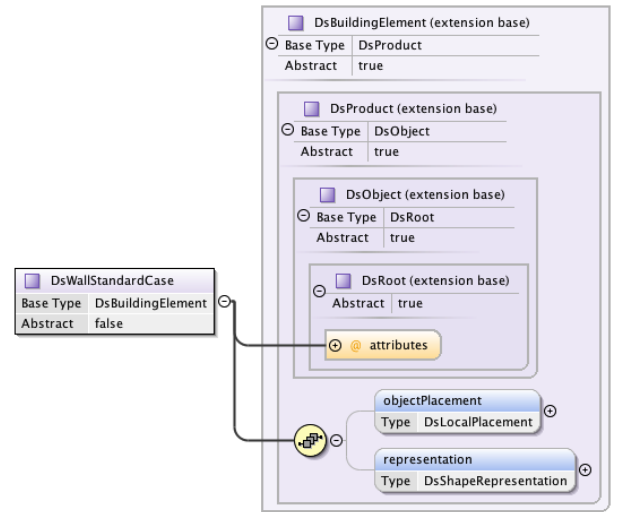 DsBuildingElement (extension base)
Base Type DsProduct
Abstract true
DsProduct (extension base)
Base Type DsObject
Abstract true
DsObject (extension base)
Base Type DsRoot
Abstract true
DsWallStandardCase
Base Type DsBuildingElement
Abstract false
DsRoot (extension base)
Abstract true
@ attributes
objectPlacement
Type DsLocalPlacement
representation
Type DsShapeRepresentation